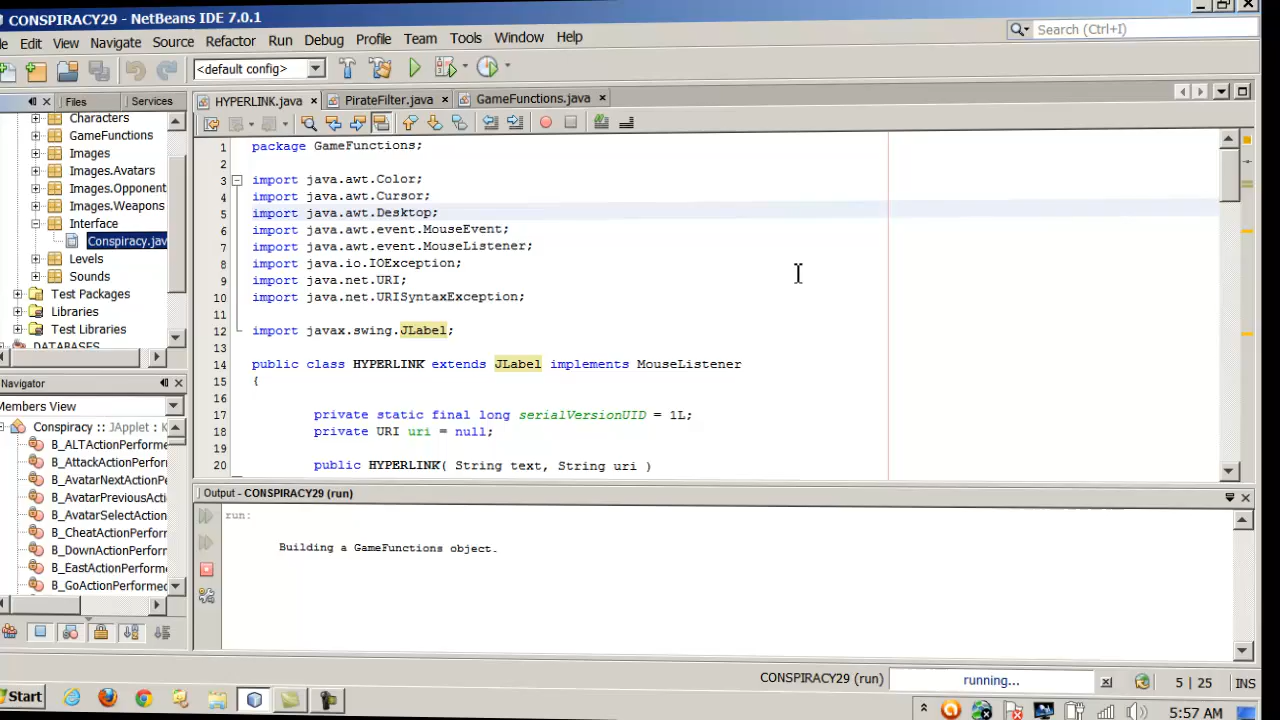 CONSPIRACY29 - NetBeans IDE 7.0.1
Edit View Navigate Source Refactor Run Debug Profile Team Tools Window Help
Search (Ctrl+I)
<default config>
Files Services
HYPERLINK.java PirateFilter.java GameFunctions.java
Characters
GameFunctions
Images
Images.Avatars
Images.Opponent
Images.Weapons
Interface
Conspiracy.jav
Levels
Sounds
Test Packages
Libraries
Test Libraries
DATABASES
1 package GameFunctions;
2
3 import java.awt.Color;
4 import java.awt.Cursor;
5 import java.awt.Desktop;
6 import java.awt.event.MouseEvent;
7 import java.awt.event.MouseListener;
8 import java.io.IOException;
9 import java.net.URI;
10 import java.net.URISyntaxException;
11
12 import javax.swing.JLabel;
13
14 public class HYPERLINK extends JLabel implements MouseListener
15 {
16
17 private static final long serialVersionUID = 1L;
18 private URI uri = null;
19
20 public HYPERLINK( String text, String uri )
Navigator
Members View
Conspiracy :: JApplet : K
B_ALTActionPerforme
B_AttackActionPerfor
B_AvatarNextActionPe
B_AvatarPreviousActi
B_AvatarSelectAction
B_CheatActionPerforr
B_DownActionPerform
B_EastActionPerform
B_GoActionPerformed
Output - CONSPIRACY29 (run)
run:
Building a GameFunctions object.
CONSPIRACY29 (run) running... 5 | 25 INS
Start
5:57 AM